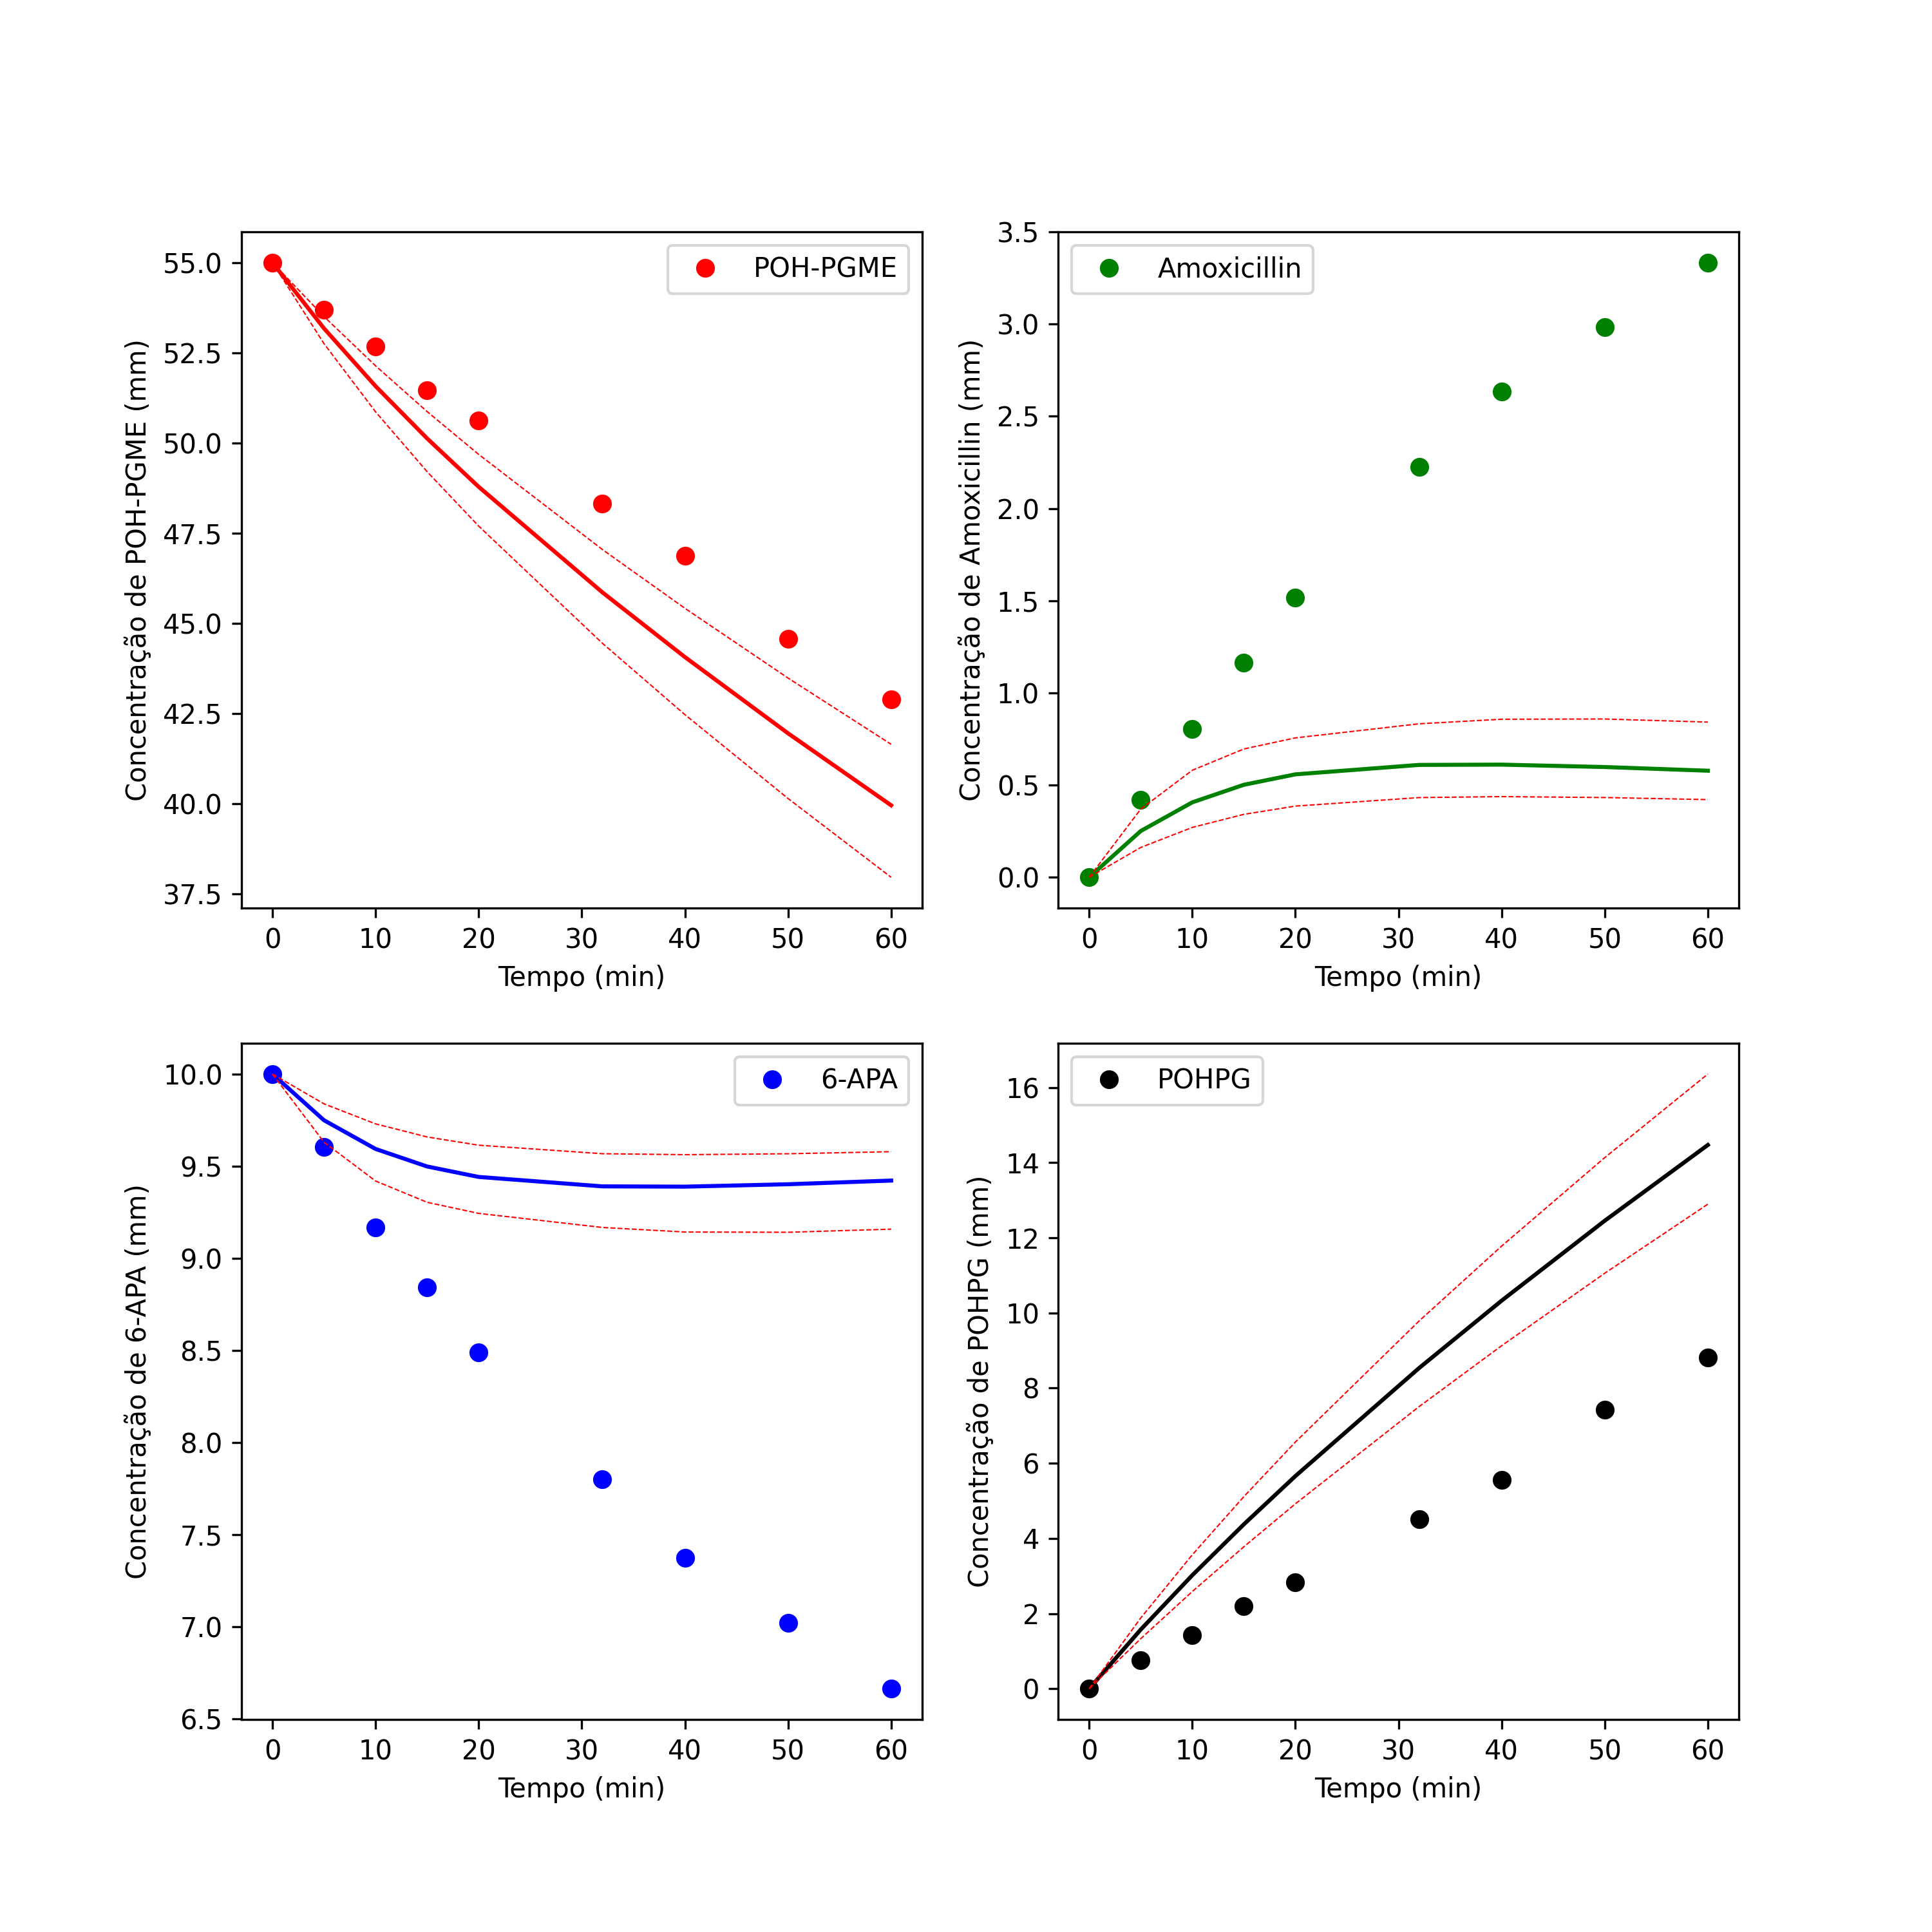 POH-PGME
55.0
52.5
50.0
47.5
45.0
42.5
40.0
37.5
Concentração de POH-PGME (mm)
0 10 20 30 40 50 60
Tempo (min)
Amoxicillin
3.5
3.0
2.5
2.0
1.5
1.0
0.5
0.0
Concentração de Amoxicillin (mm)
0 10 20 30 40 50 60
Tempo (min)
6-APA
10.0
9.5
9.0
8.5
8.0
7.5
7.0
6.5
Concentração de 6-APA (mm)
0 10 20 30 40 50 60
Tempo (min)
POHPG
16
14
12
10
8
6
4
2
0
Concentração de POHPG (mm)
0 10 20 30 40 50 60
Tempo (min)